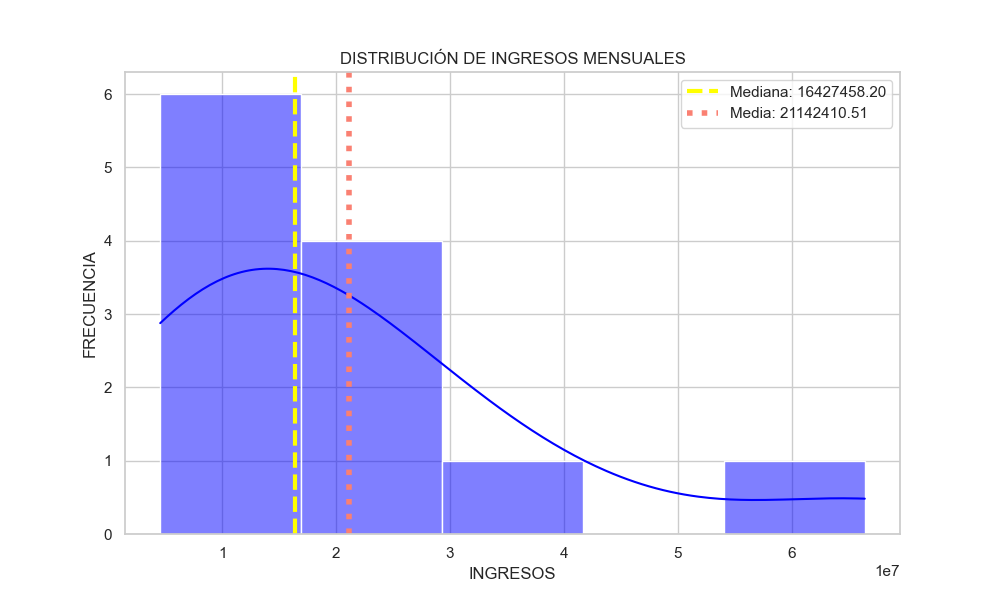 DISTRIBUCIÓN DE INGRESOS MENSUALES
Mediana: 16427458.20
Media: 21142410.51
FRECUENCIA
6
5
4
3
2
1
0
1 2 3 4 5 6
1e7
INGRESOS